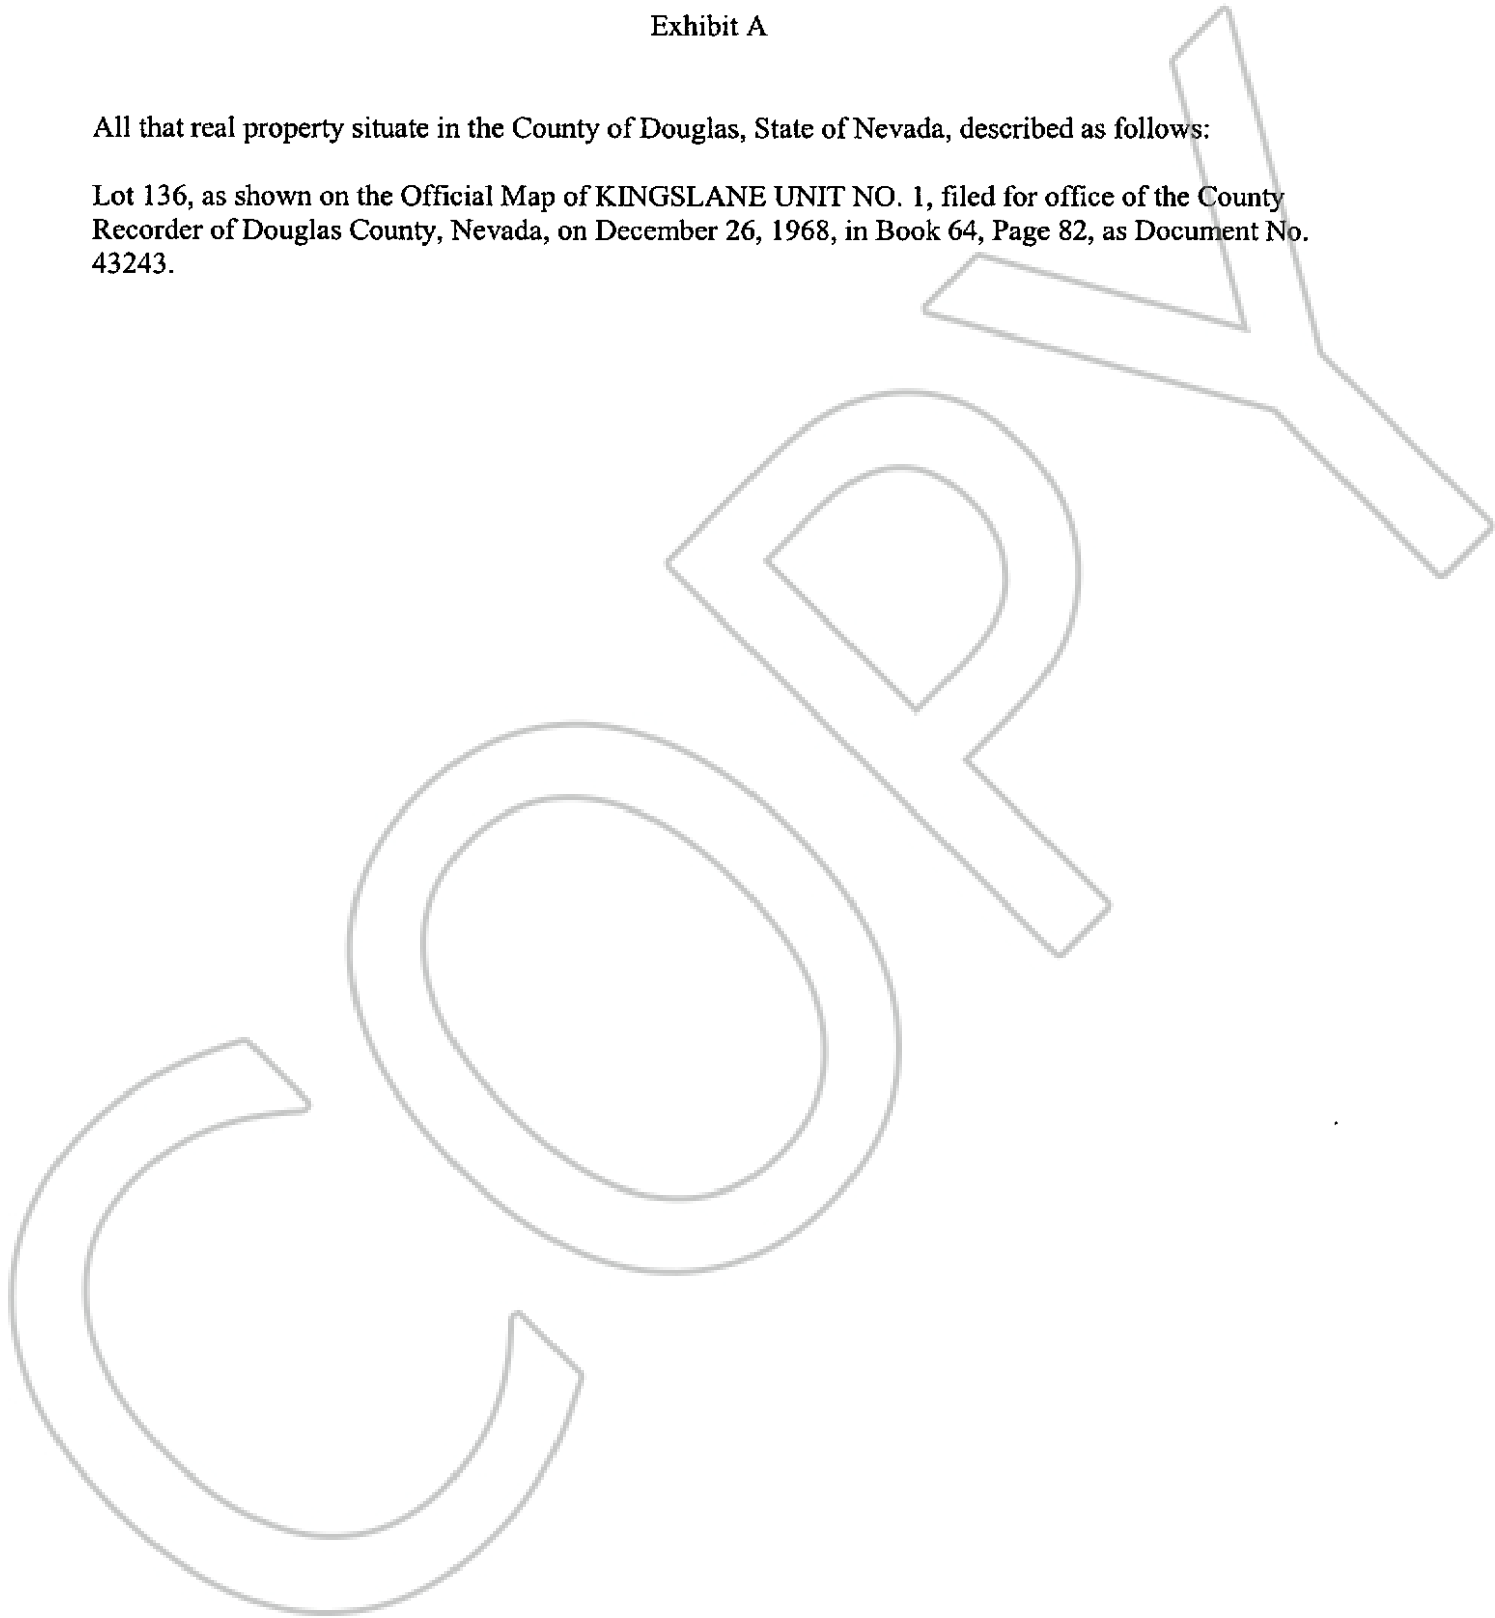 Exhibit A
All that real property situate in the County of Douglas, State of Nevada, described as follows:
Lot 136, as shown on the Official Map of KINGSLANE UNIT NO. 1, filed for office of the County
Recorder of Douglas County, Nevada, on December 26, 1968, in Book 64, Page 82, as Document No.
43243.
COPY